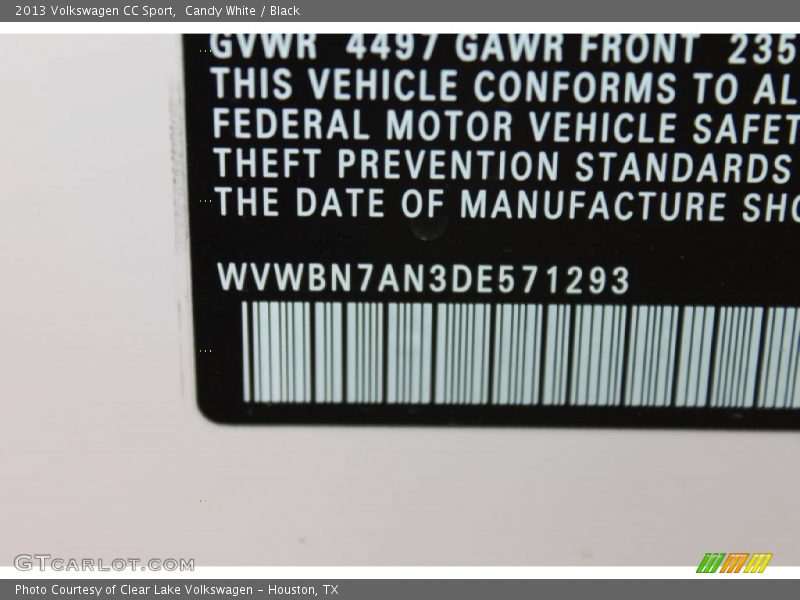 2013 Volkswagen CC Sport,  Candy White / Black
GVWR 4497 GAWR FRONT 235
THIS VEHICLE CONFORMS TO AL
FEDERAL MOTOR VEHICLE SAFET
THEFT PREVENTION STANDARDS
THE DATE OF MANUFACTURE SHO
WVWBN7AN3DE571293
GTCARLOT.COM
Photo Courtesy of Clear Lake Volkswagen - Houston, TX